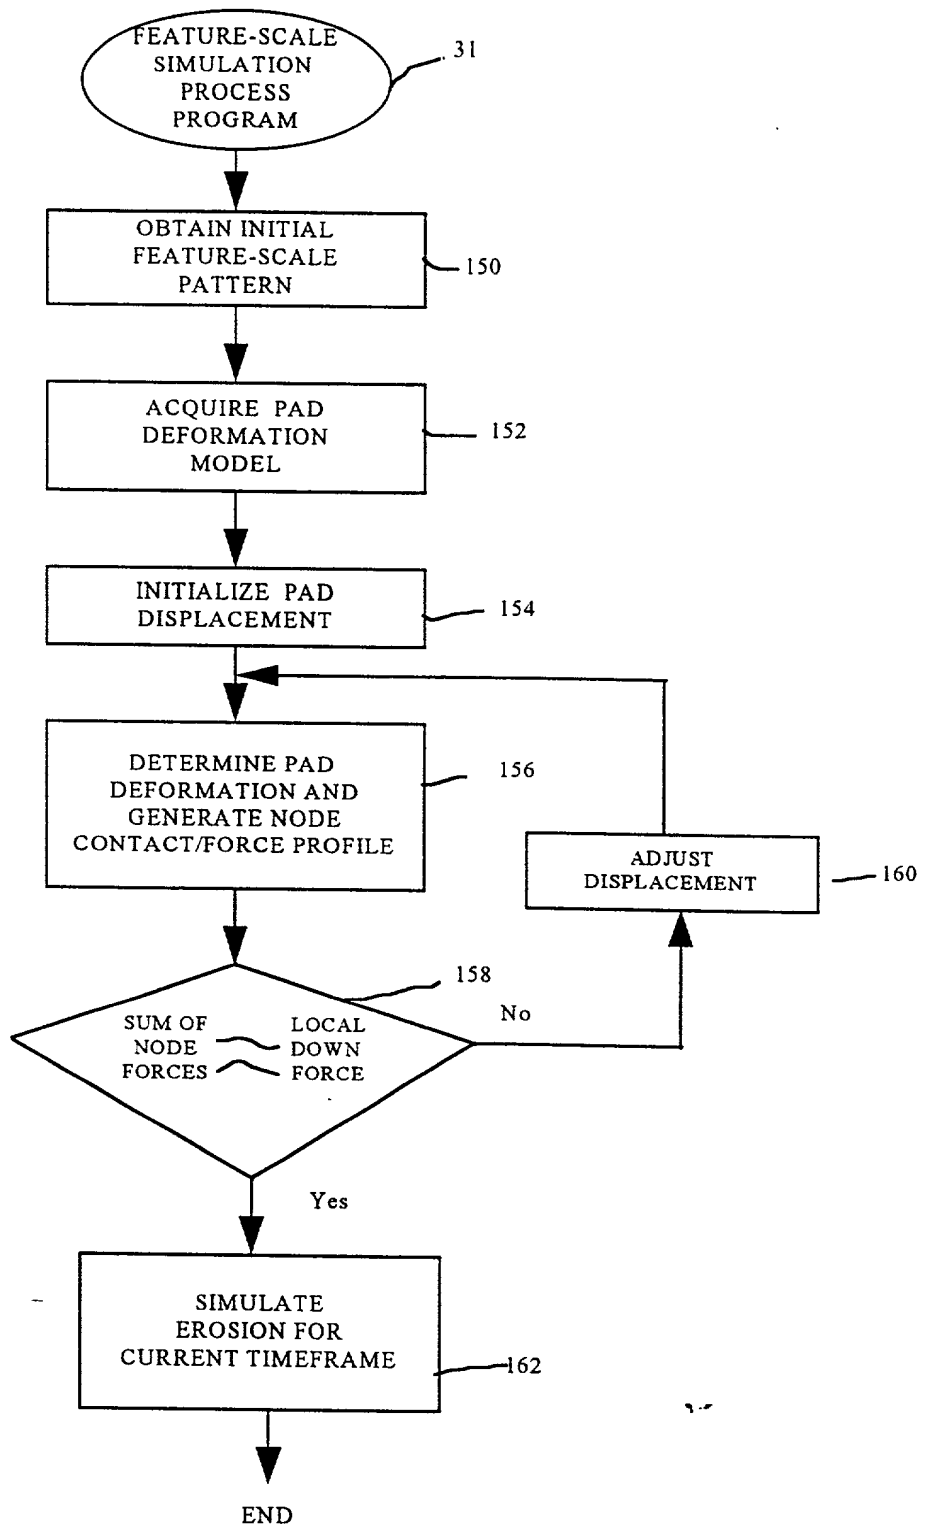 FEATURE-SCALE
SIMULATION
PROCESS
PROGRAM
31
OBTAIN INITIAL
FEATURE-SCALE
PATTERN
150
ACQUIRE PAD
DEFORMATION
MODEL
152
INITIALIZE PAD
DISPLACEMENT
154
DETERMINE PAD
DEFORMATION AND
GENERATE NODE
CONTACT/FORCE PROFILE
156
ADJUST
DISPLACEMENT
160
158
No
SUM OF
NODE
FORCES
LOCAL
DOWN
FORCE
Yes
SIMULATE
EROSION FOR
CURRENT TIMEFRAME
162
END